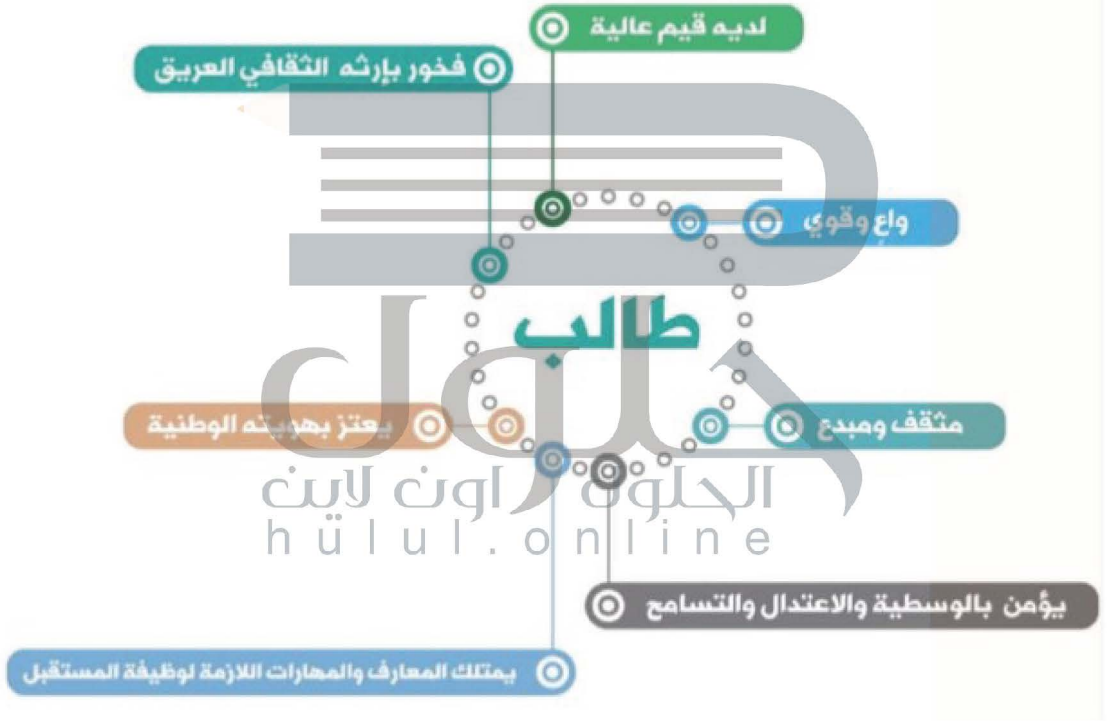 لديه قيم عالية
فخور بإرثه الثقافي العريق
واعٍ وقوي
طالب
مثقف ومبدع
يعتز بهويته الوطنية
حلول
الحلول اون لاين
hulul.online
يؤمن بالوسطية والاعتدال والتسامح
يمتلك المعارف والمهارات اللازمة لوظيفة المستقبل